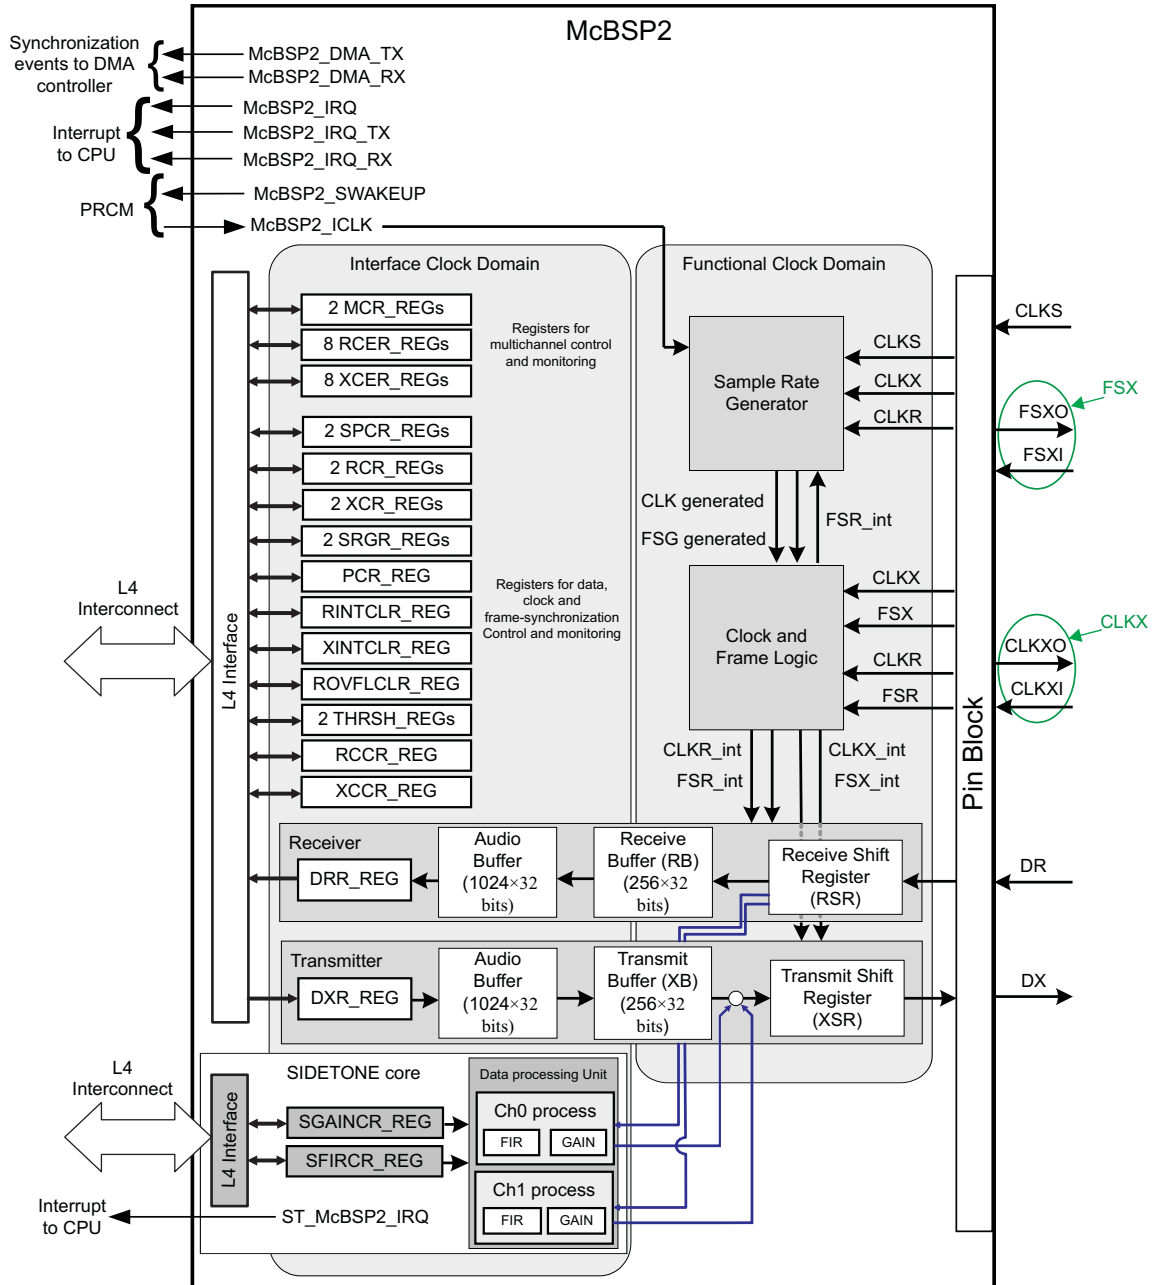 McBSP2
Synchronization
events to DMA
controller
McBSP2_DMA_TX
McBSP2_DMA_RX
Interrupt
to CPU
McBSP2_IRQ
McBSP2_IRQ_TX
McBSP2_IRQ_RX
PRCM
McBSP2_SWAKEUP
McBSP2_ICLK
Interface Clock Domain
Functional Clock Domain
2 MCR_REGs
8 RCER_REGs
8 XCER_REGs
Registers for
multichannel control
and monitoring
2 SPCR_REGs
2 RCR_REGs
2 XCR_REGs
2 SRGR_REGs
PCR_REG
RINTCLR_REG
XINTCLR_REG
ROVFLCLR_REG
2 THRSH_REGs
RCCR_REG
XCCR_REG
Registers for data,
clock and
frame-synchronization
Control and monitoring
L4
Interconnect
L4 Interface
Sample Rate
Generator
CLKS
CLKX
CLKR
CLK generated
FSG generated
FSR_int
Clock and
Frame Logic
CLKX
FSX
CLKR
FSR
CLKR_int
FSR_int
CLKX_int
FSX_int
Pin Block
CLKS
FSX
FSXO
FSXI
CLKX
CLKXO
CLKXI
DR
DX
Receiver
DRR_REG
Audio
Buffer
(1024×32
bits)
Receive
Buffer (RB)
(256×32
bits)
Receive Shift
Register
(RSR)
Transmitter
DXR_REG
Audio
Buffer
(1024×32
bits)
Transmit
Buffer (XB)
(256×32
bits)
Transmit Shift
Register
(XSR)
L4
Interconnect
L4 Interface
SIDETONE core
SGAINCR_REG
SFIRCR_REG
Data processing Unit
Ch0 process
FIR
GAIN
Ch1 process
FIR
GAIN
Interrupt
to CPU
ST_McBSP2_IRQ